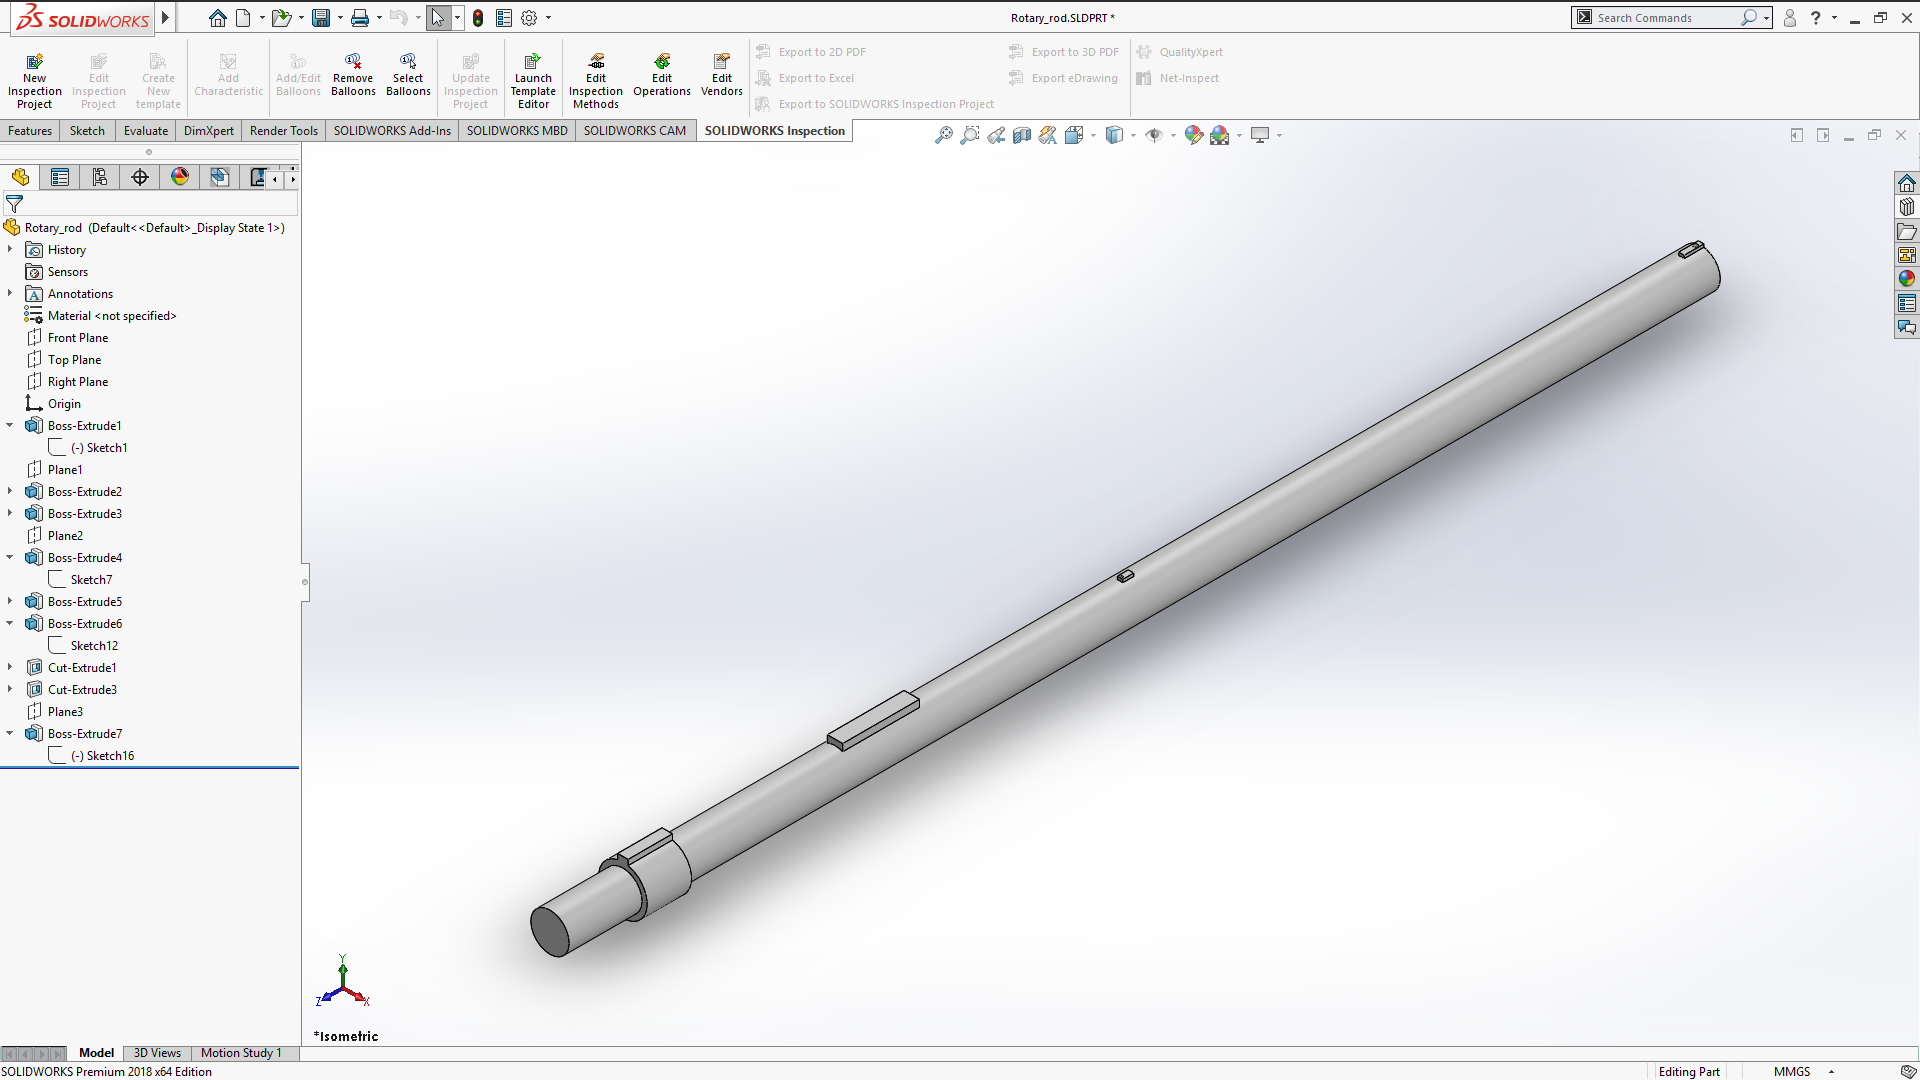 SOLIDWORKS
Rotary_rod.SLDPRT *
Search Commands
New Inspection Project
Edit Inspection Project
Create New template
Add Characteristic
Add/Edit Balloons
Remove Balloons
Select Balloons
Update Inspection Project
Launch Template Editor
Edit Inspection Methods
Edit Operations
Edit Vendors
Export to 2D PDF
Export to Excel
Export to SOLIDWORKS Inspection Project
Export to 3D PDF
Export eDrawing
QualityXpert
Net-Inspect
Features
Sketch
Evaluate
DimXpert
Render Tools
SOLIDWORKS Add-Ins
SOLIDWORKS MBD
SOLIDWORKS CAM
SOLIDWORKS Inspection
Rotary_rod (Default<<Default>_Display State 1>)
History
Sensors
Annotations
Material <not specified>
Front Plane
Top Plane
Right Plane
Origin
Boss-Extrude1
(-) Sketch1
Plane1
Boss-Extrude2
Boss-Extrude3
Plane2
Boss-Extrude4
Sketch7
Boss-Extrude5
Boss-Extrude6
Sketch12
Cut-Extrude1
Cut-Extrude3
Plane3
Boss-Extrude7
(-) Sketch16
Y
Z
X
*Isometric
Model
3D Views
Motion Study 1
SOLIDWORKS Premium 2018 x64 Edition
Editing Part
MMGS